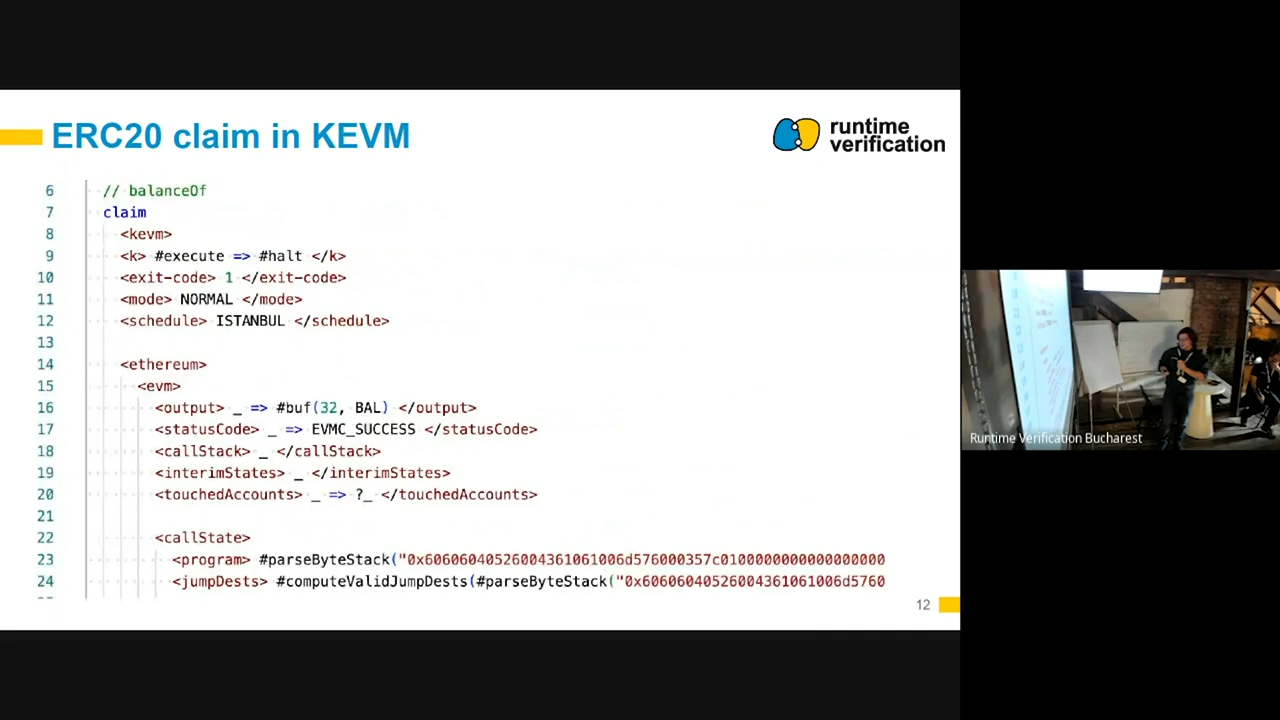 ERC20 claim in KEVM
runtime
verification
6 // balanceOf
7 claim
8 <kevm>
9 <k> #execute => #halt </k>
10 <exit-code> 1 </exit-code>
11 <mode> NORMAL </mode>
12 <schedule> ISTANBUL </schedule>
13
14 <ethereum>
15 <evm>
16 <output> _ => #buf(32, BAL) </output>
17 <statusCode> _ => EVMC_SUCCESS </statusCode>
18 <callStack> _ </callStack>
19 <interimStates> _ </interimStates>
20 <touchedAccounts> _ => ?_ </touchedAccounts>
21
22 <callState>
23 <program> #parseByteStack("0x60606040526004361061006d576000357c0100000000000000000
24 <jumpDests> #computeValidJumpDests(#parseByteStack("0x60606040526004361061006d5760
12
Runtime Verification Bucharest